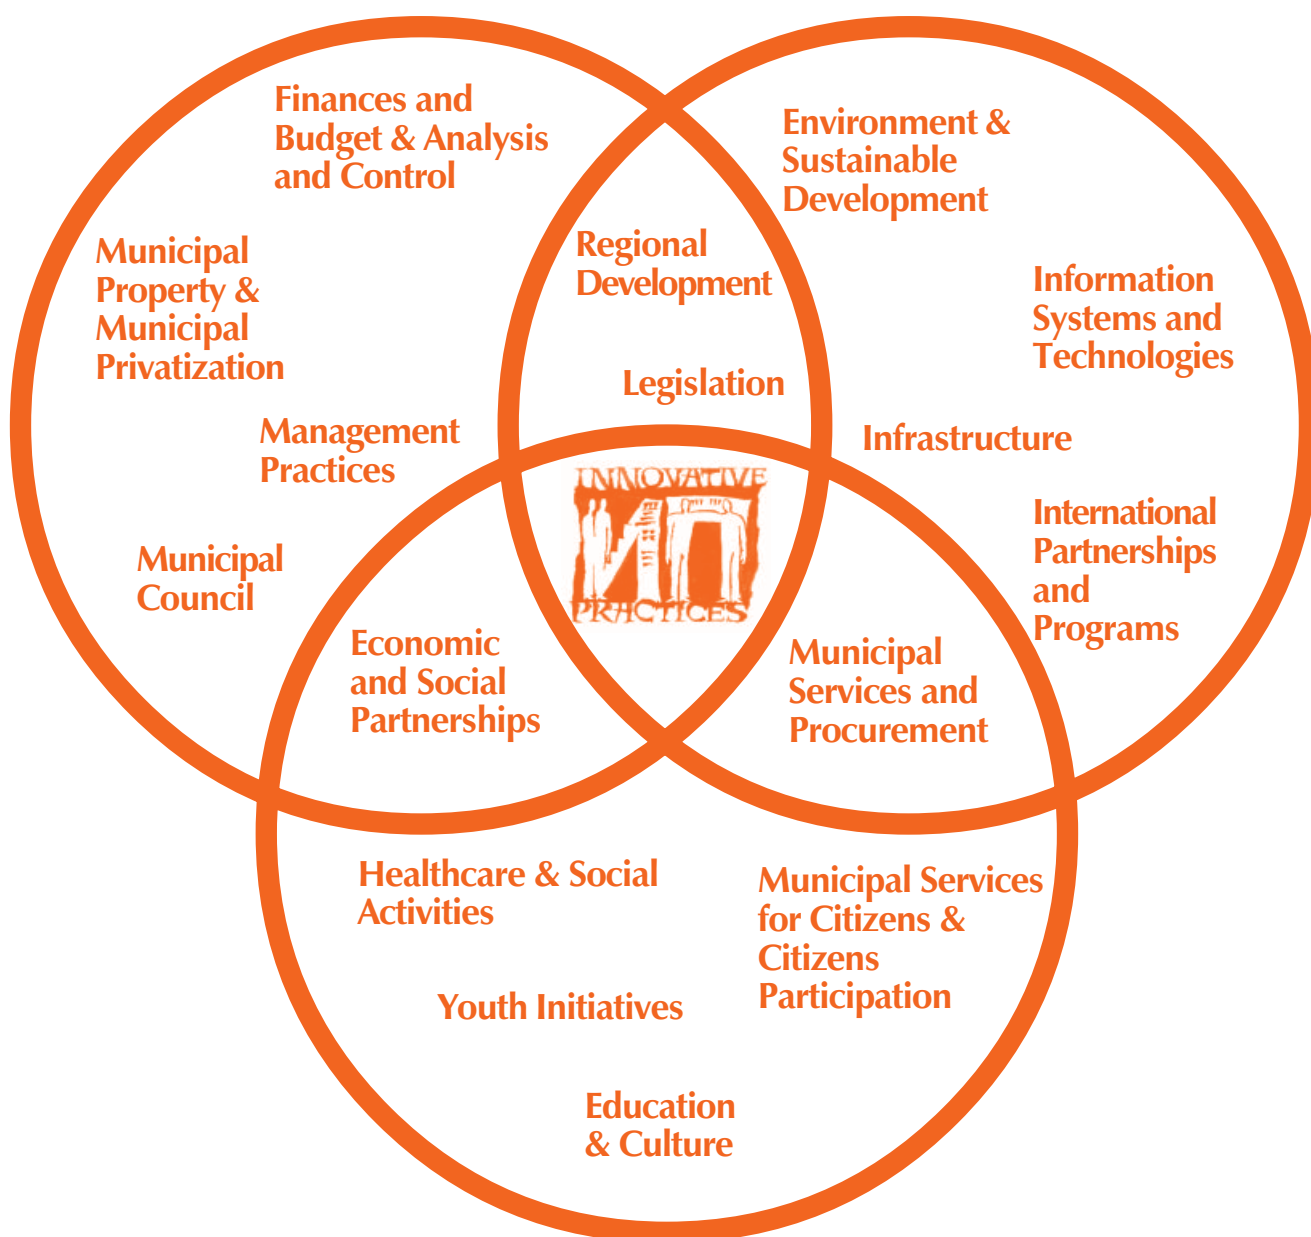 Finances and
Budget & Analysis
and Control
Environment &
Sustainable
Development
Municipal
Property &
Municipal
Privatization
Regional
Development
Information
Systems and
Technologies
Legislation
Management
Practices
Infrastructure
INNOVATIVE
ИП
PRACTICES
International
Partnerships
and
Programs
Municipal
Council
Economic
and Social
Partnerships
Municipal
Services and
Procurement
Healthcare & Social
Activities
Municipal Services
for Citizens &
Citizens
Participation
Youth Initiatives
Education
& Culture